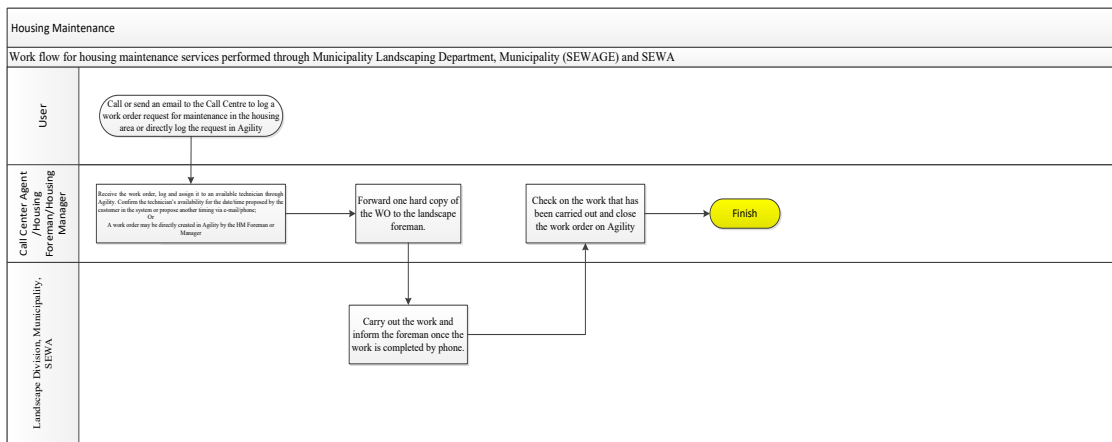 Housing Maintenance
Work flow for housing maintenance services performed through Municipality Landscaping Department, Municipality (SEWAGE) and SEWA
User
Call or send an email to the Call Centre to log a
work order request for maintenance in the housing
area or directly log the request in Agility
Call Center Agent
/Housing
Foreman/Housing
Manager
Receive the work order, log and assign it to an available technician through
Agility. Confirm the technician's availability for the date/time proposed by the
customer in the system or propose another timing via e-mail/phone;
Or
A work order may be directly created in Agility by the HM Foreman or
Manager
Forward one hard copy
of the WO to the landscape
foreman.
Check on the work that has
been carried out and close
the work order on Agility
Finish
Landscape Division, Municipality,
SEWA
Carry out the work and
inform the foreman once the
work is completed by phone.